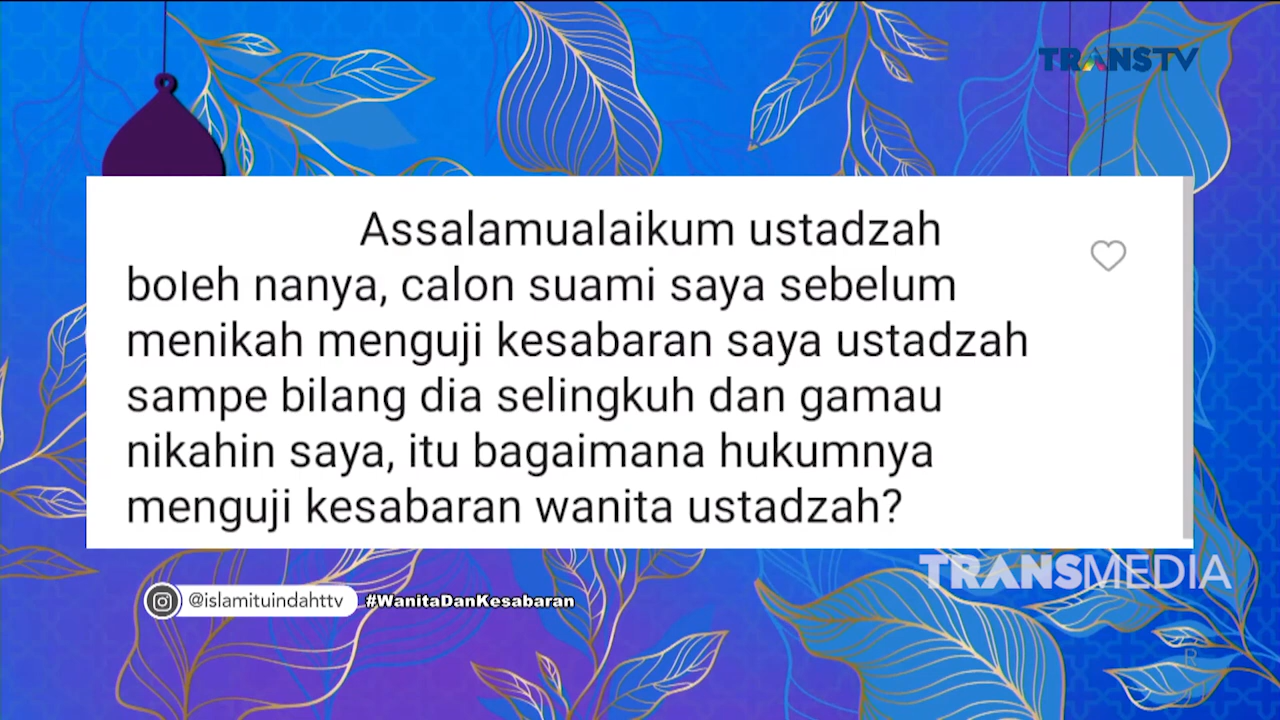 TRANSTV
Assalamualaikum ustadzah
boleh nanya, calon suami saya sebelum
menikah menguji kesabaran saya ustadzah
sampe bilang dia selingkuh dan gamau
nikahin saya, itu bagaimana hukumnya
menguji kesabaran wanita ustadzah?
TRANSMEDIA
@islamituindahttv #WanitaDanKesabaran
R